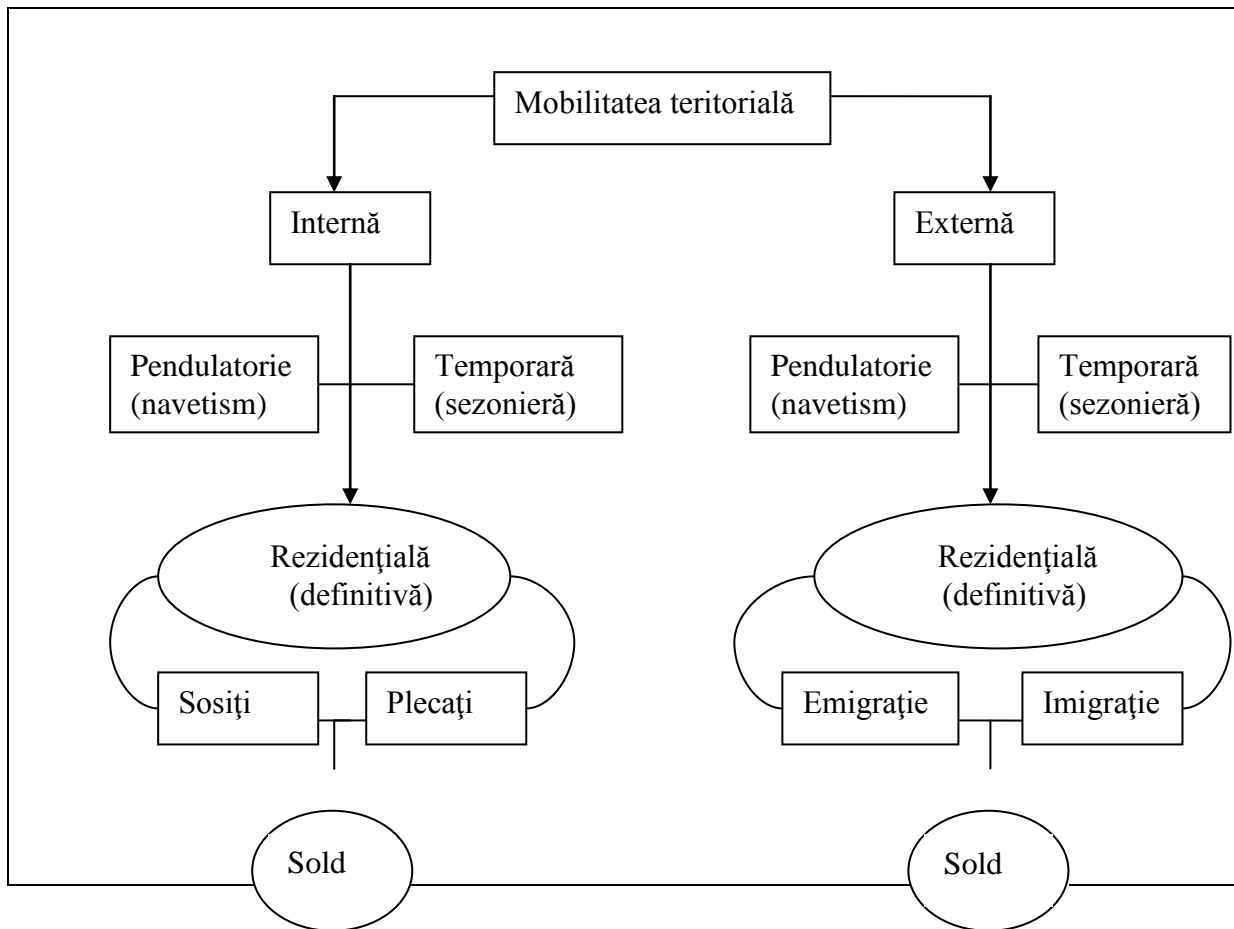 Mobilitatea teritorială
Internă
Externă
Pendulatorie
(navetism)
Temporară
(sezonieră)
Pendulatorie
(navetism)
Temporară
(sezonieră)
Rezidenţială
(definitivă)
Rezidenţială
(definitivă)
Sosiţi
Plecaţi
Emigraţie
Imigraţie
Sold
Sold